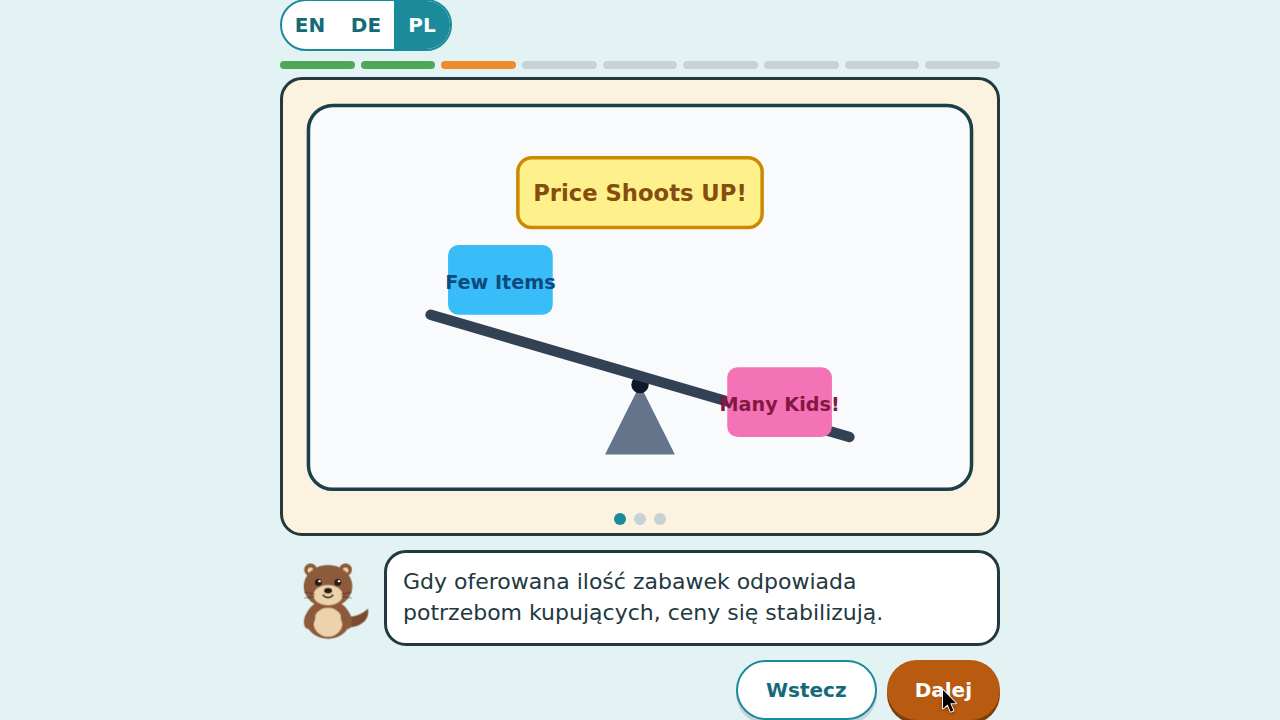 EN DE PL
Price Shoots UP!
Few Items
Many Kids!
Gdy oferowana ilość zabawek odpowiada
potrzebom kupujących, ceny się stabilizują.
Wstecz Dalej